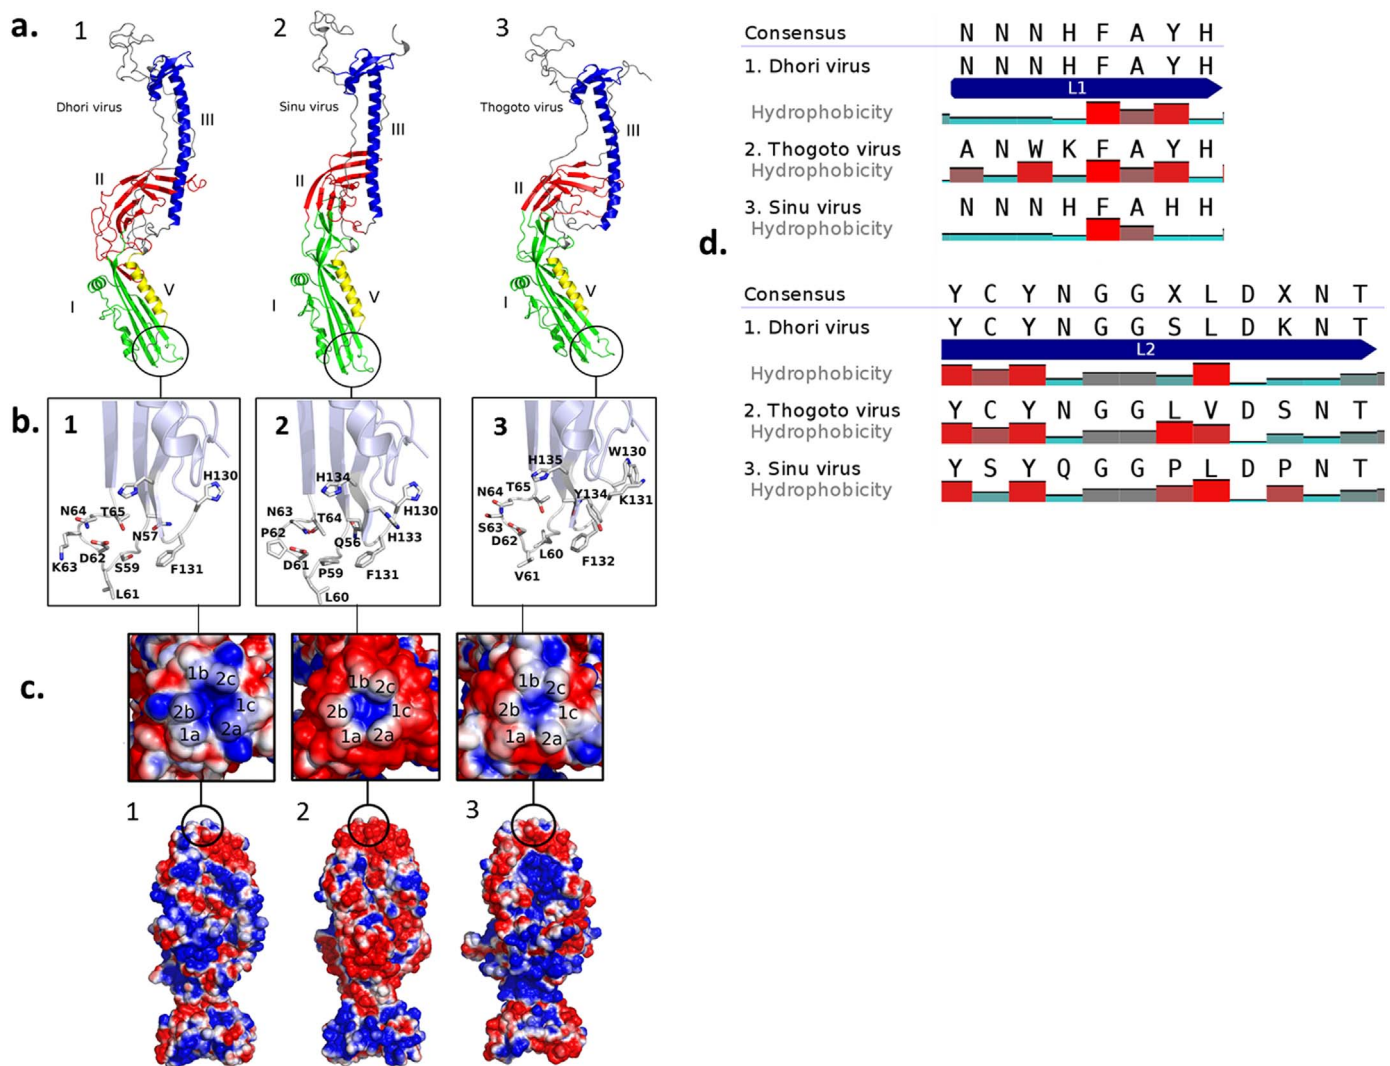 a.
1
2
3
Dhori virus
Sinu virus
Thogoto virus
III
III
III
II
II
II
I
V
I
V
I
V
b.
1
H130
N64
T65
N57
K63
D62
S59
F131
L61
2
H134
H130
N63
T64
P62
Q56
H133
D61
P59
F131
L60
3
W130
H135
K131
N64
T65
Y134
S63
D62
L60
F132
V61
c.
1b
2c
2b
1c
1a
2a
1b
2c
2b
1c
1a
2a
1b
2c
2b
1c
1a
2a
1
2
3
d.
Consensus N N N H F A Y H
1. Dhori virus N N N H F A Y H
L1
Hydrophobicity
2. Thogoto virus A N W K F A Y H
Hydrophobicity
3. Sinu virus N N N H F A H H
Hydrophobicity
Consensus Y C Y N G G X L D X N T
1. Dhori virus Y C Y N G G S L D K N T
L2
Hydrophobicity
2. Thogoto virus Y C Y N G G L V D S N T
Hydrophobicity
3. Sinu virus Y S Y Q G G P L D P N T
Hydrophobicity